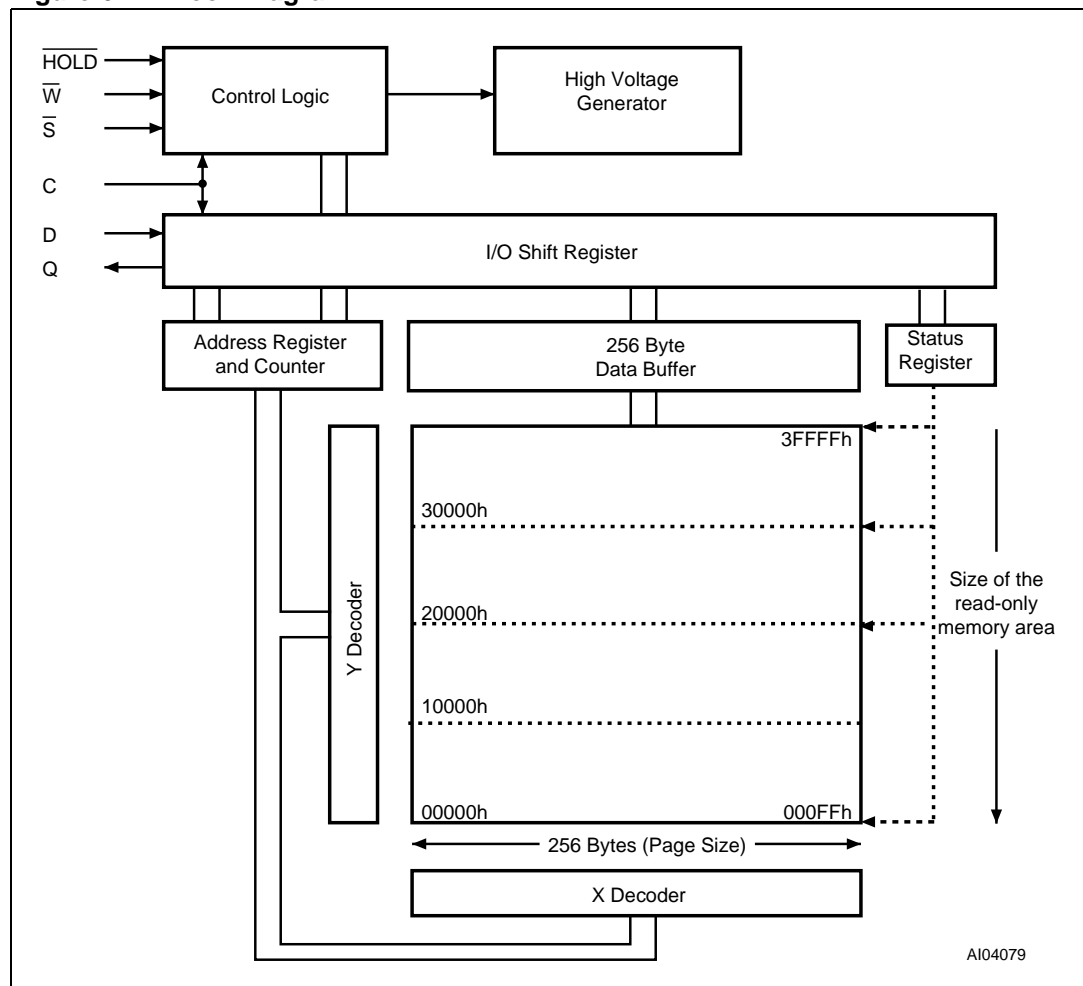 HOLD
W
S
C
D
Q
Control Logic
High Voltage
Generator
I/O Shift Register
Address Register
and Counter
256 Byte
Data Buffer
Status
Register
Y Decoder
3FFFFh
30000h
20000h
10000h
00000h
000FFh
Size of the
read-only
memory area
256 Bytes (Page Size)
X Decoder
AI04079